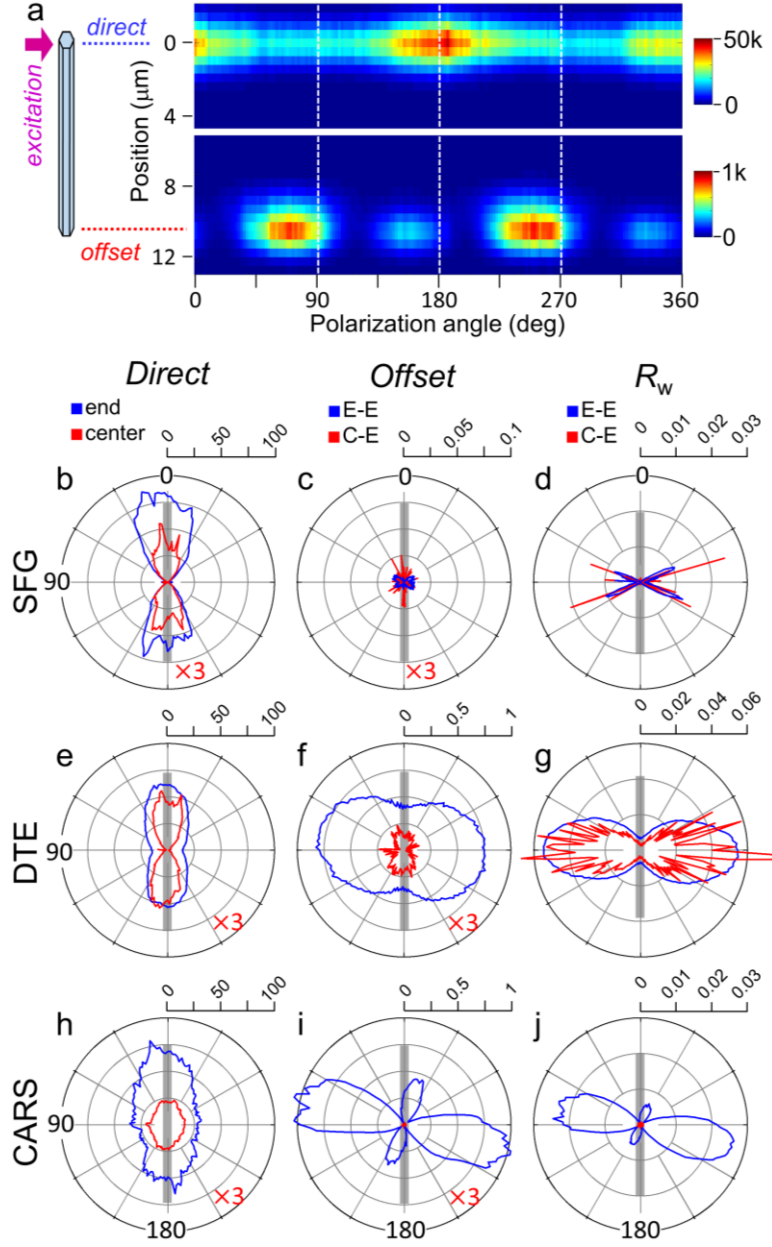 a
direct
excitation
offset
Position (μm)
0
4
8
12
50k
0
1k
0
0
90
180
270
360
Polarization angle (deg)
Direct
Offset
R w
end
center
E-E
C-E
E-E
C-E
0
50
100
0
0.05
0.1
0
0.01
0.02
0.03
SFG
b
0
90
×3
c
0
×3
d
0
0
50
100
0
0.5
1
0
0.02
0.04
0.06
DTE
e
90
×3
f
×3
g
0
50
100
0
0.5
1
0
0.01
0.02
0.03
CARS
h
90
×3
180
i
×3
180
j
180